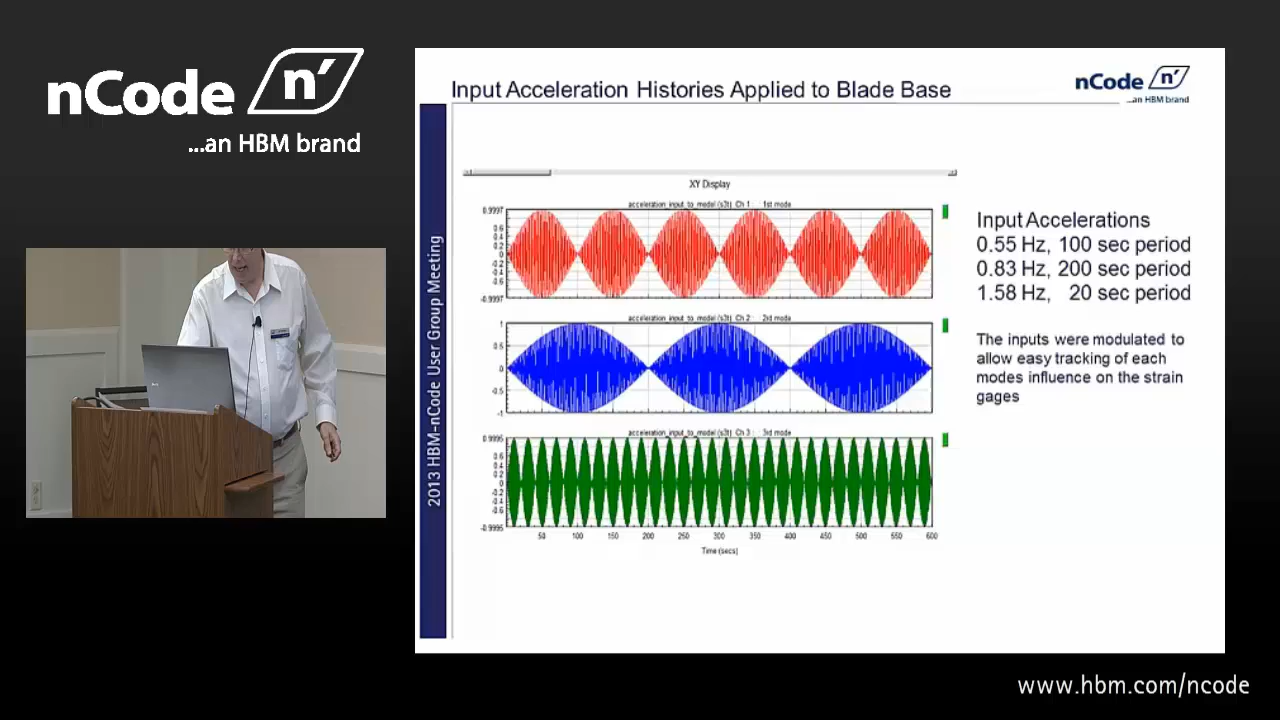 nCode n'
...an HBM brand
2013 HBM-nCode User Group Meeting
Input Acceleration Histories Applied to Blade Base
nCode n'
...an HBM brand
XY Display
acceleration_input_to_model (s3t) Ch 1 : 1st mode
0.9997
0.6
0.4
0.2
0
-0.2
-0.4
-0.6
-0.9997
acceleration_input_to_model (s3t) Ch 2 : 2nd mode
1
0.5
0
-0.5
-1
acceleration_input_to_model (s3t) Ch 3 : 3rd mode
0.9995
0.6
0.4
0.2
0
-0.2
-0.4
-0.6
-0.9995
50 100 150 200 250 300 350 400 450 500 550 600
Time (secs)
Input Accelerations
0.55 Hz, 100 sec period
0.83 Hz, 200 sec period
1.58 Hz, 20 sec period
The inputs were modulated to
allow easy tracking of each
modes influence on the strain
gages
www.hbm.com/ncode